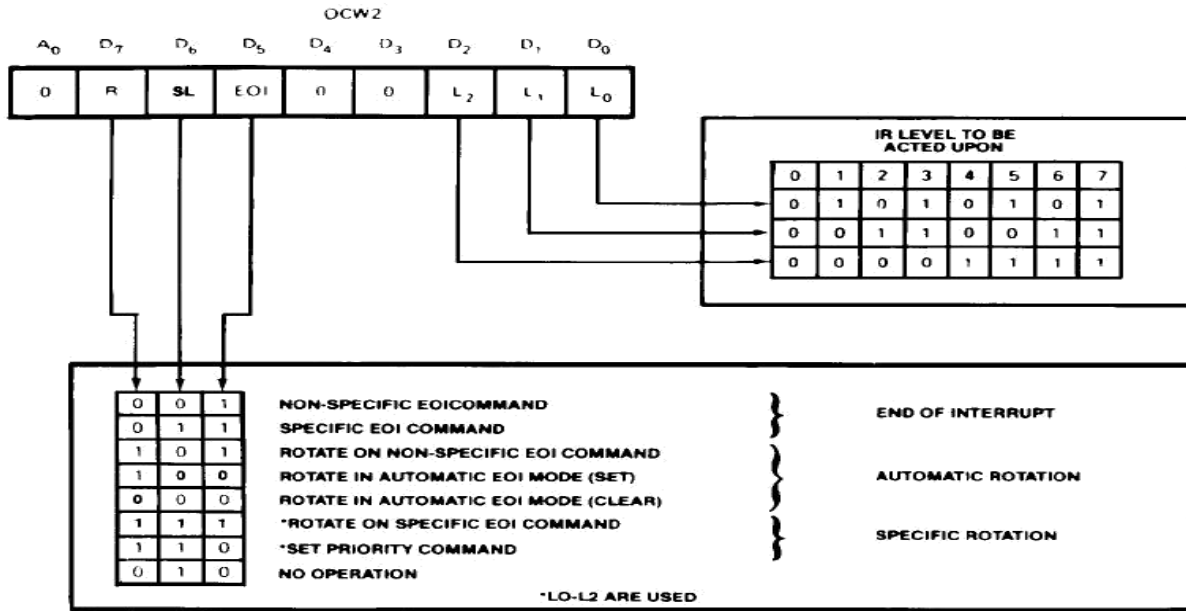 OCW2
A0 D7 D6 D5 D4 D3 D2 D1 D0
0 R SL EOI 0 0 L2 L1 L0
IR LEVEL TO BE
ACTED UPON
0 1 2 3 4 5 6 7
0 1 0 1 0 1 0 1
0 0 1 1 0 0 1 1
0 0 0 0 1 1 1 1
0 0 1 NON-SPECIFIC EOICOMMAND } END OF INTERRUPT
0 1 1 SPECIFIC EOI COMMAND
1 0 1 ROTATE ON NON-SPECIFIC EOI COMMAND
1 0 0 ROTATE IN AUTOMATIC EOI MODE (SET) } AUTOMATIC ROTATION
0 0 0 ROTATE IN AUTOMATIC EOI MODE (CLEAR)
1 1 1 *ROTATE ON SPECIFIC EOI COMMAND } SPECIFIC ROTATION
1 1 0 *SET PRIORITY COMMAND
0 1 0 NO OPERATION
*LO-L2 ARE USED